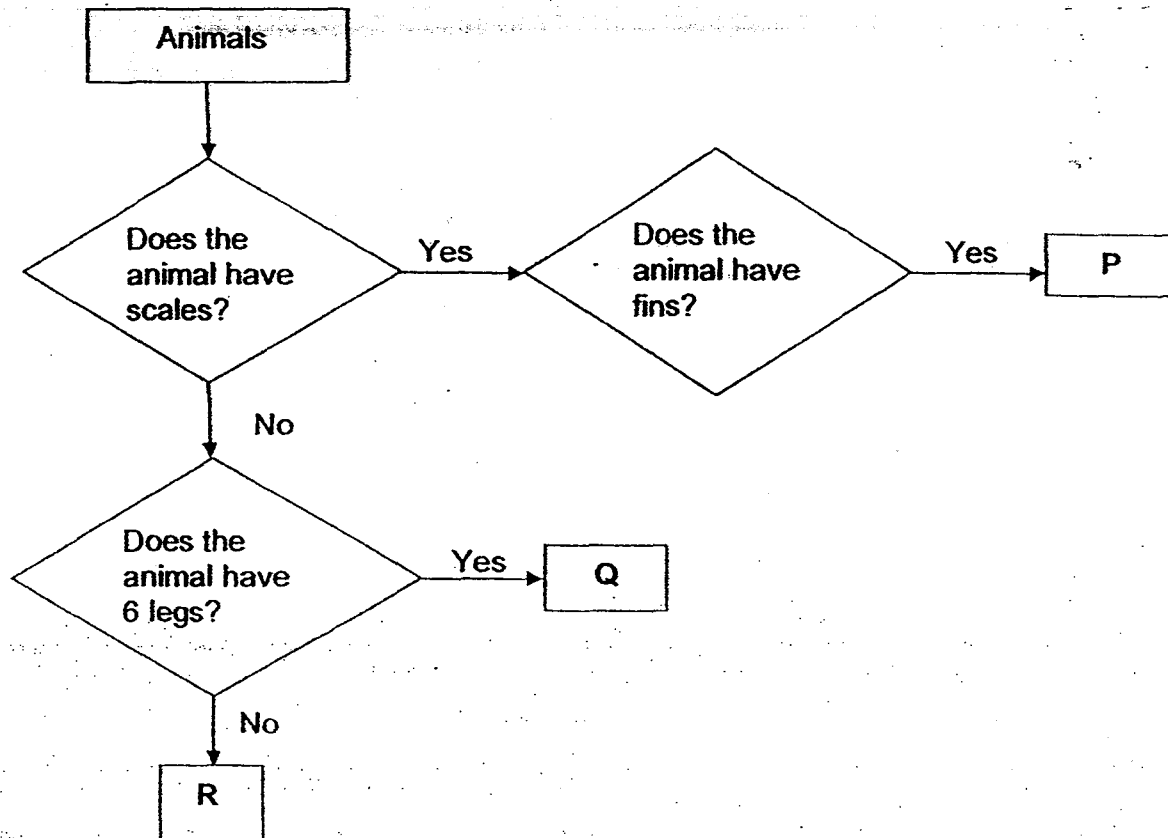 Animals
Does the
animal have
scales?
Yes
Does the
animal have
fins?
Yes
P
No
Does the
animal have
6 legs?
Yes
Q
No
R